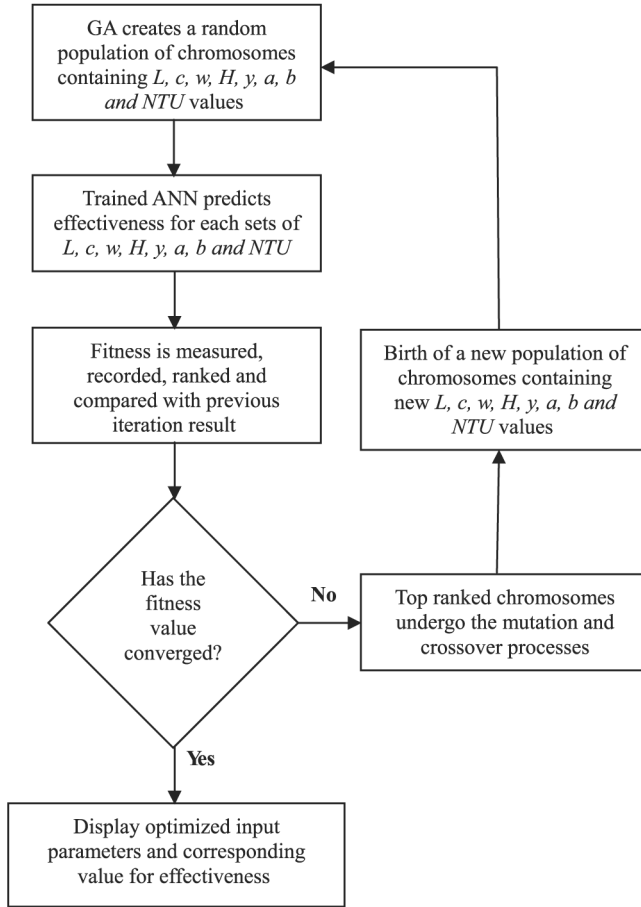 GA creates a random
population of chromosomes
containing L, c, w, H, y, a, b
and NTU values
Trained ANN predicts
effectiveness for each sets of
L, c, w, H, y, a, b and NTU
Fitness is measured,
recorded, ranked and
compared with previous
iteration result
Birth of a new population of
chromosomes containing
new L, c, w, H, y, a, b and
NTU values
Has the
fitness
value
converged?
No
Top ranked chromosomes
undergo the mutation and
crossover processes
Yes
Display optimized input
parameters and corresponding
value for effectiveness